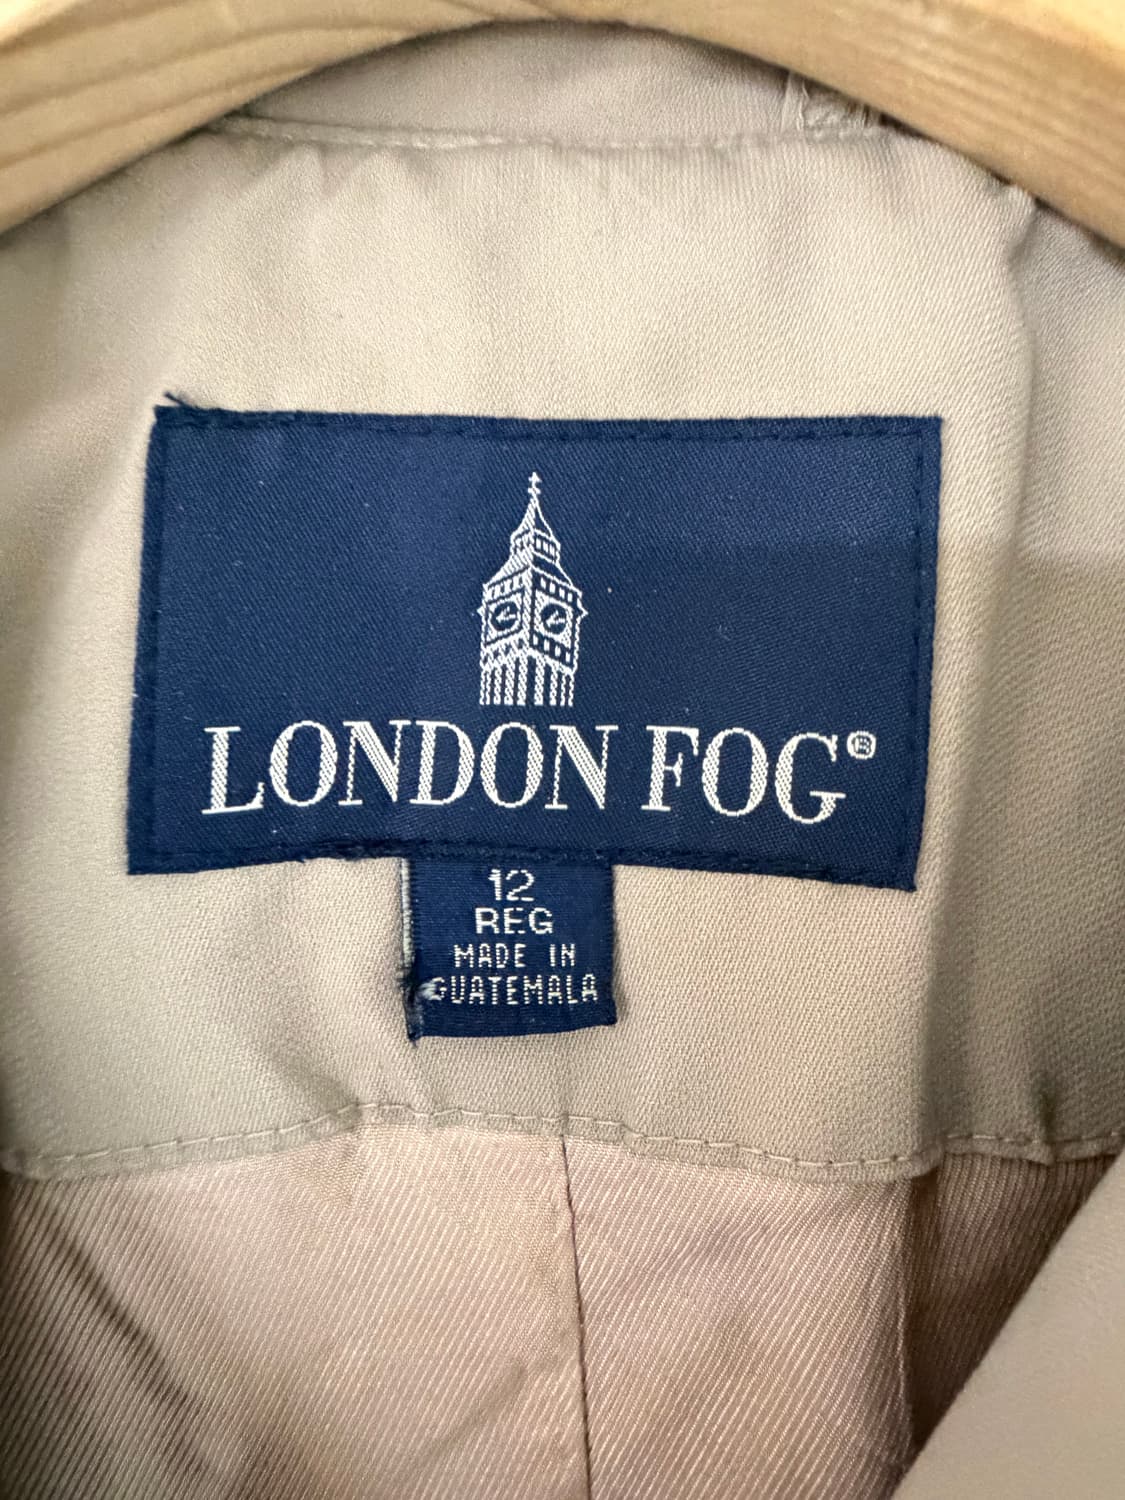 LONDON FOG®
12
REG
MADE IN
GUATEMALA